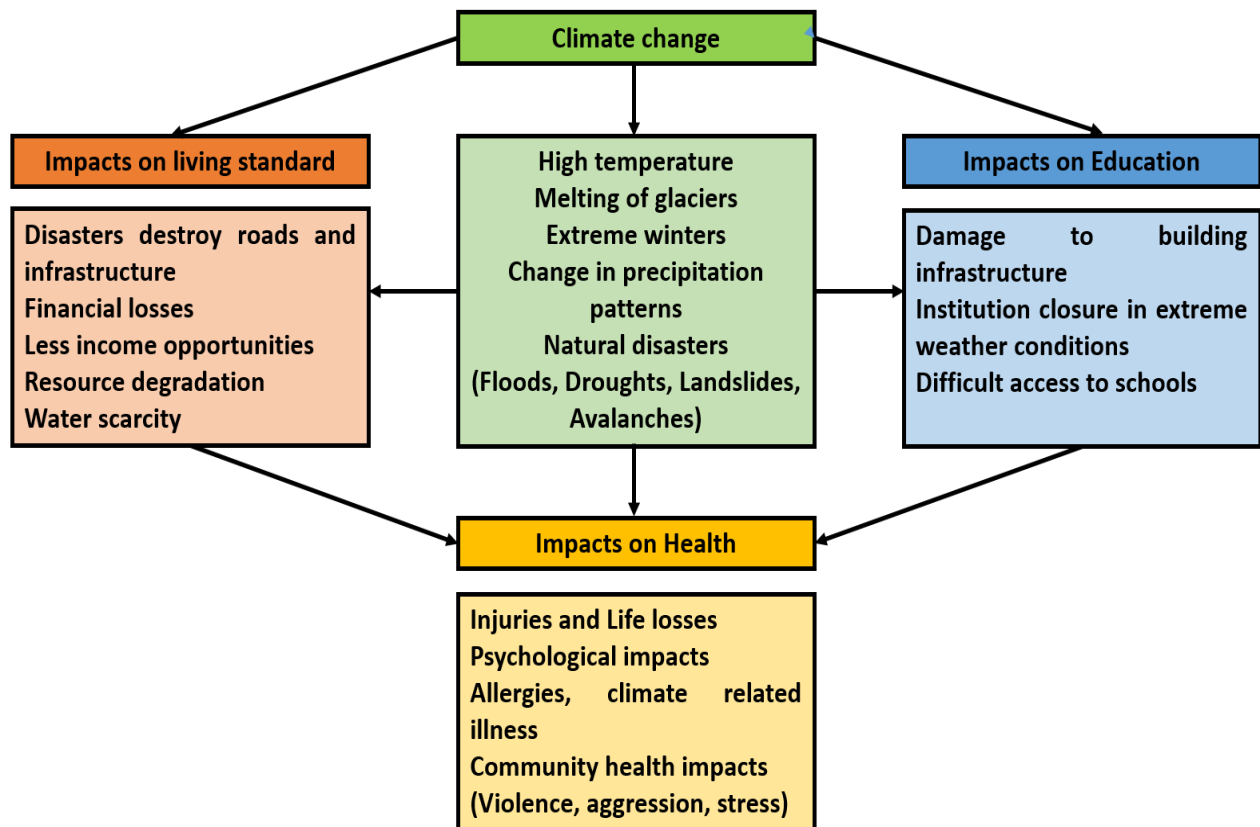 Climate change
Impacts on living standard
Disasters destroy roads and
infrastructure
Financial losses
Less income opportunities
Resource degradation
Water scarcity
High temperature
Melting of glaciers
Extreme winters
Change in precipitation
patterns
Natural disasters
(Floods, Droughts, Landslides,
Avalanches)
Impacts on Education
Damage to building
infrastructure
Institution closure in extreme
weather conditions
Difficult access to schools
Impacts on Health
Injuries and Life losses
Psychological impacts
Allergies, climate related
illness
Community health impacts
(Violence, aggression, stress)